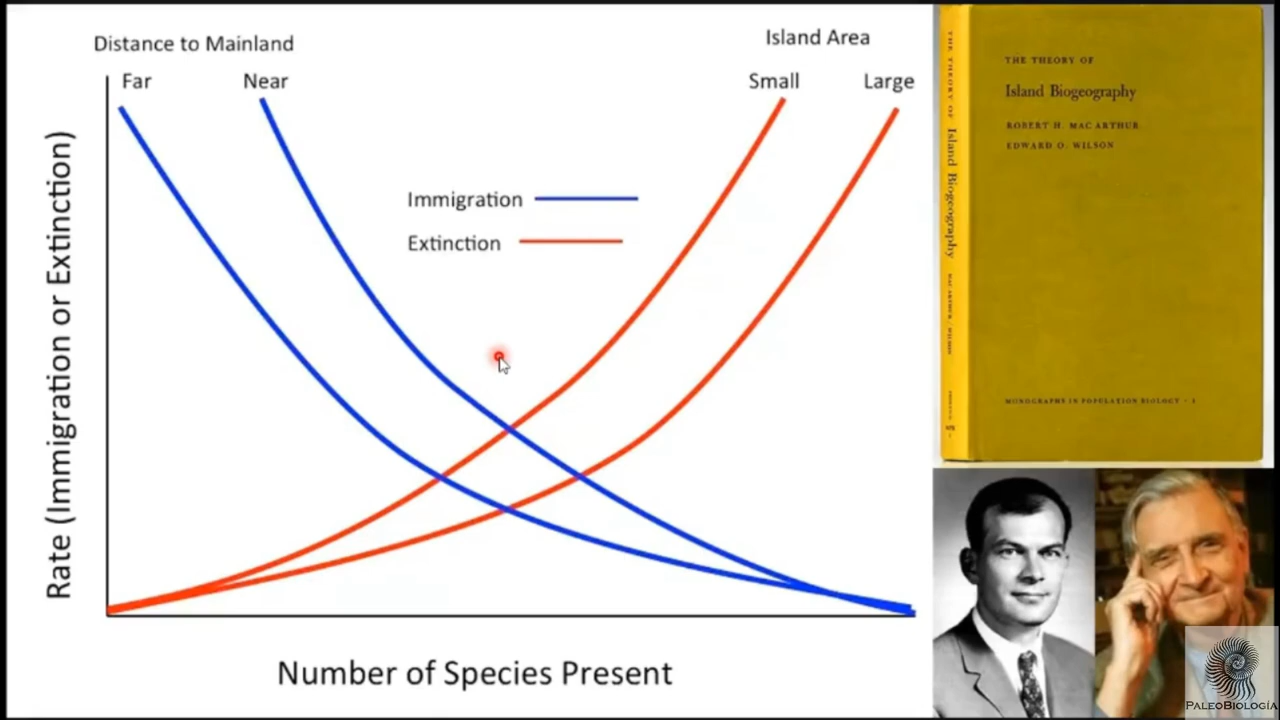 Distance to Mainland
Far
Near
Island Area
Small
Large
Immigration
Extinction
Rate (Immigration or Extinction)
Number of Species Present
THE THEORY OF Island Biogeography
THE THEORY OF
Island Biogeography
ROBERT H. MAC ARTHUR
EDWARD O. WILSON
MONOGRAPHS IN POPULATION BIOLOGY · 1
PALEOBIOLOGÍA